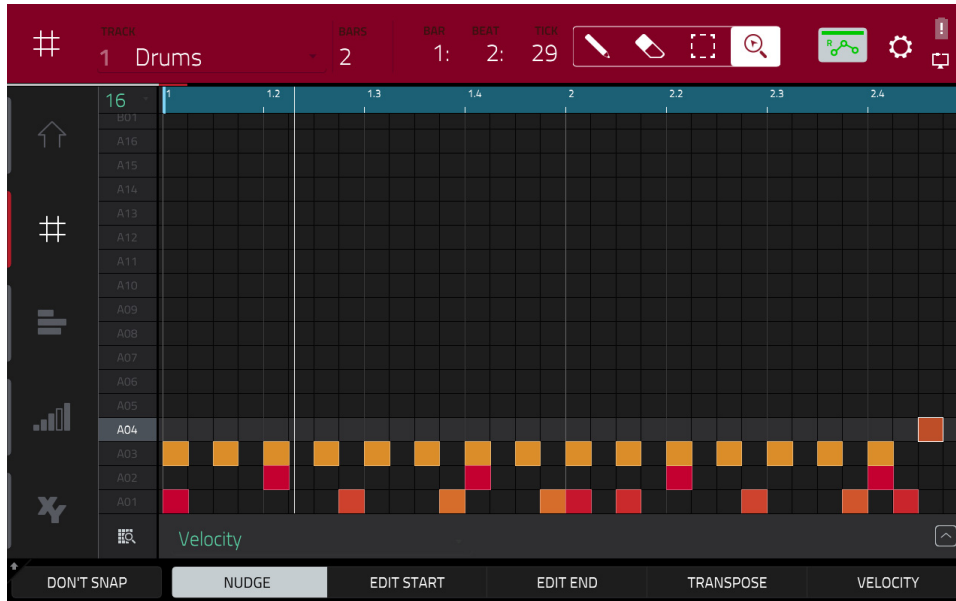 TRACK BARS BAR BEAT TICK
1 Drums 2 1: 2: 29
R
!
16 1 1.2 1.3 1.4 2 2.2 2.3 2.4
B01
A16
A15
A14
A13
A12
A11
A10
A09
A08
A07
A06
A05
A04
A03
A02
A01
XY
Velocity
DON'T SNAP NUDGE EDIT START EDIT END TRANSPOSE VELOCITY